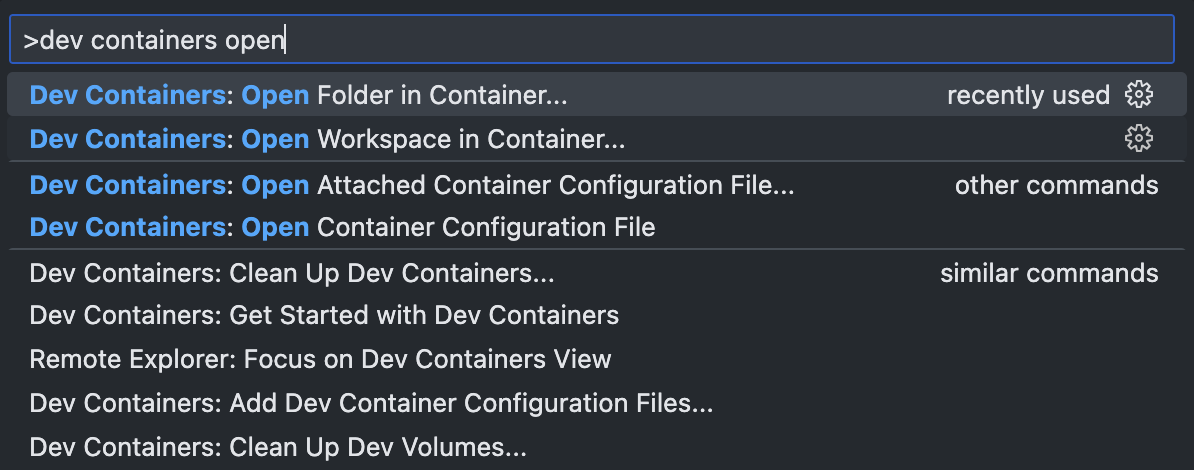 >dev containers open
Dev Containers: Open Folder in Container... recently used
Dev Containers: Open Workspace in Container...
Dev Containers: Open Attached Container Configuration File... other commands
Dev Containers: Open Container Configuration File
Dev Containers: Clean Up Dev Containers... similar commands
Dev Containers: Get Started with Dev Containers
Remote Explorer: Focus on Dev Containers View
Dev Containers: Add Dev Container Configuration Files...
Dev Containers: Clean Up Dev Volumes...